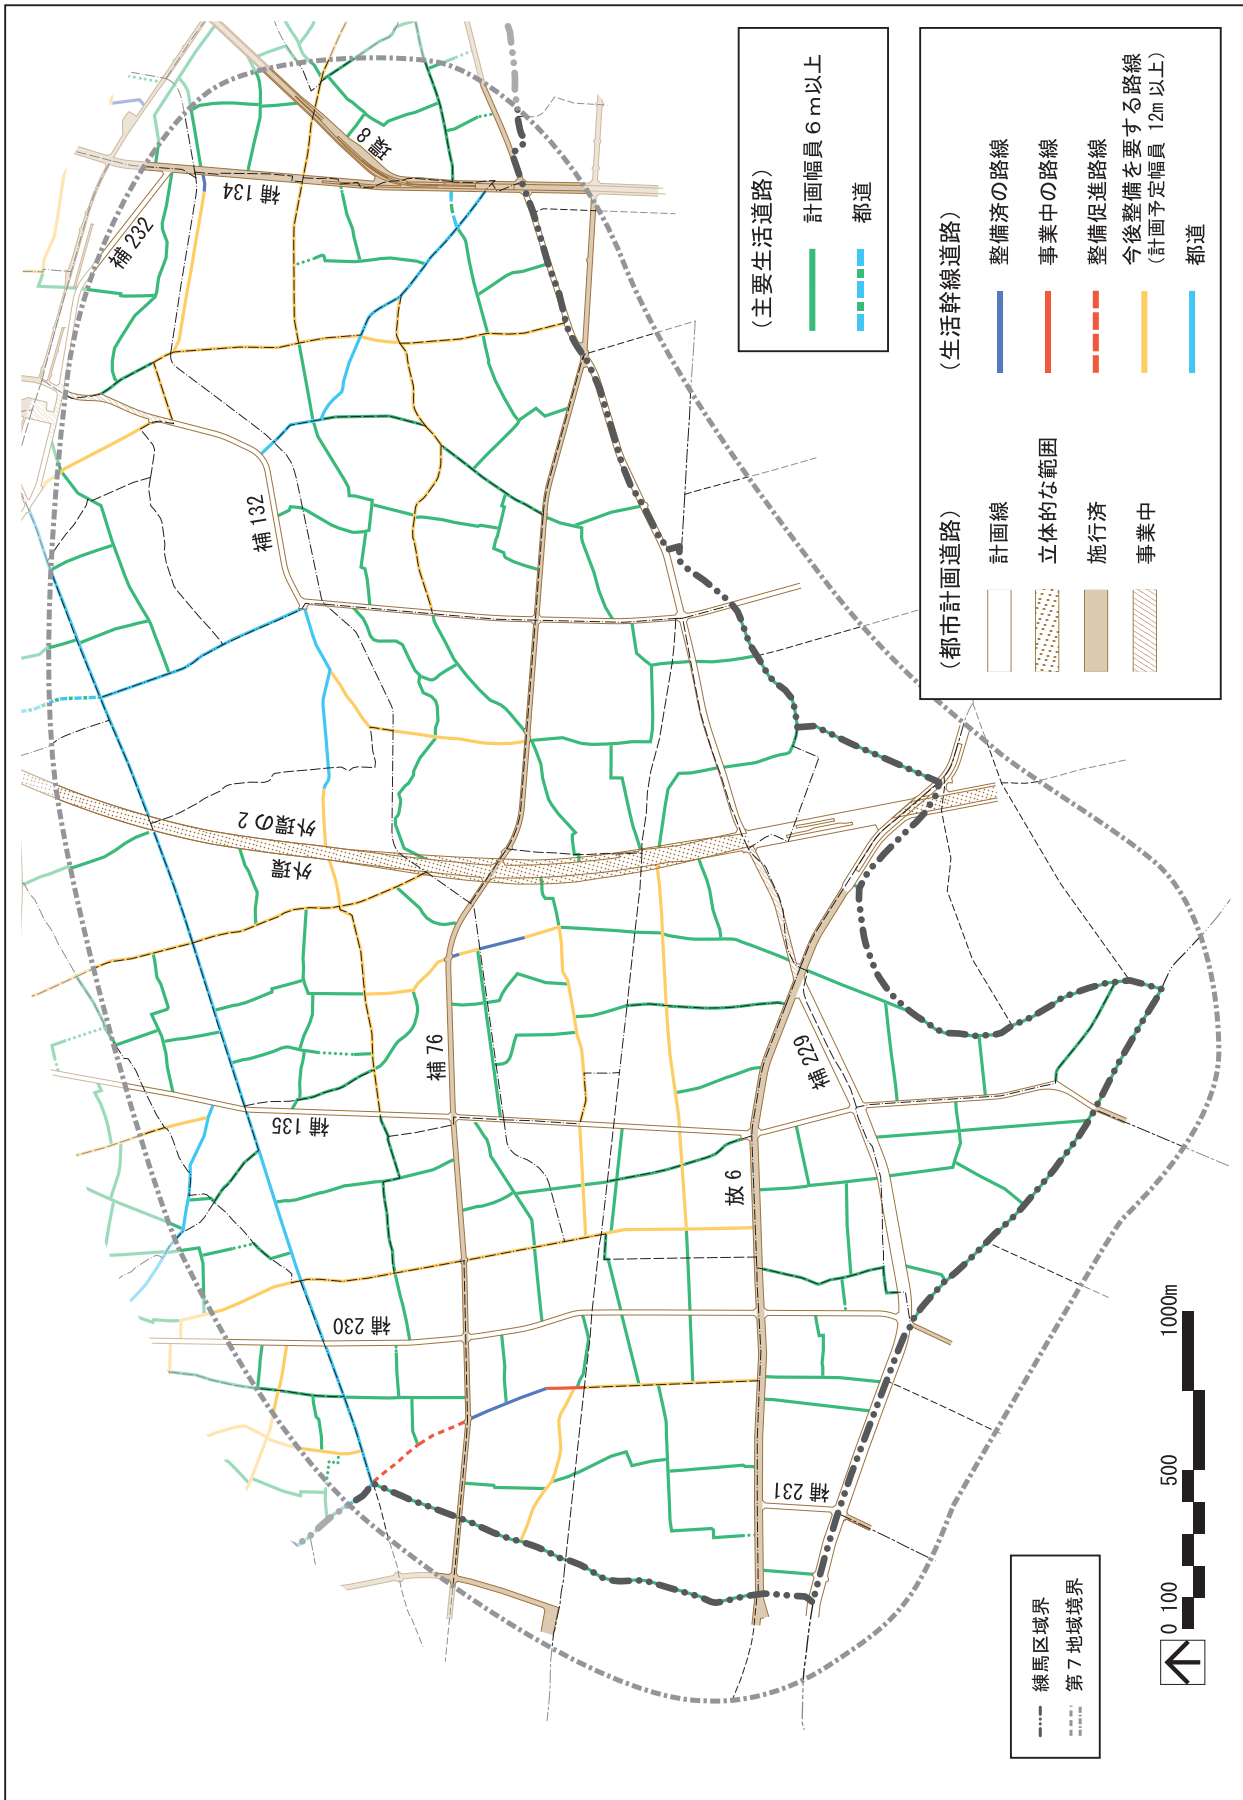 補 232
補 134
環 8
補 132
外環の 2
外環
補 76
補 135
補 229
放 6
補 230
補 231
(主要生活道路)
計画幅員 6 m 以上
都道
(都市計画道路)
計画線
立体的な範囲
施行済
事業中
(生活幹線道路)
整備済の路線
事業中の路線
整備促進路線
今後整備を要する路線
(計画予定幅員 12m 以上)
都道
練馬区域界
第 7 地域境界
0 100 500 1000m